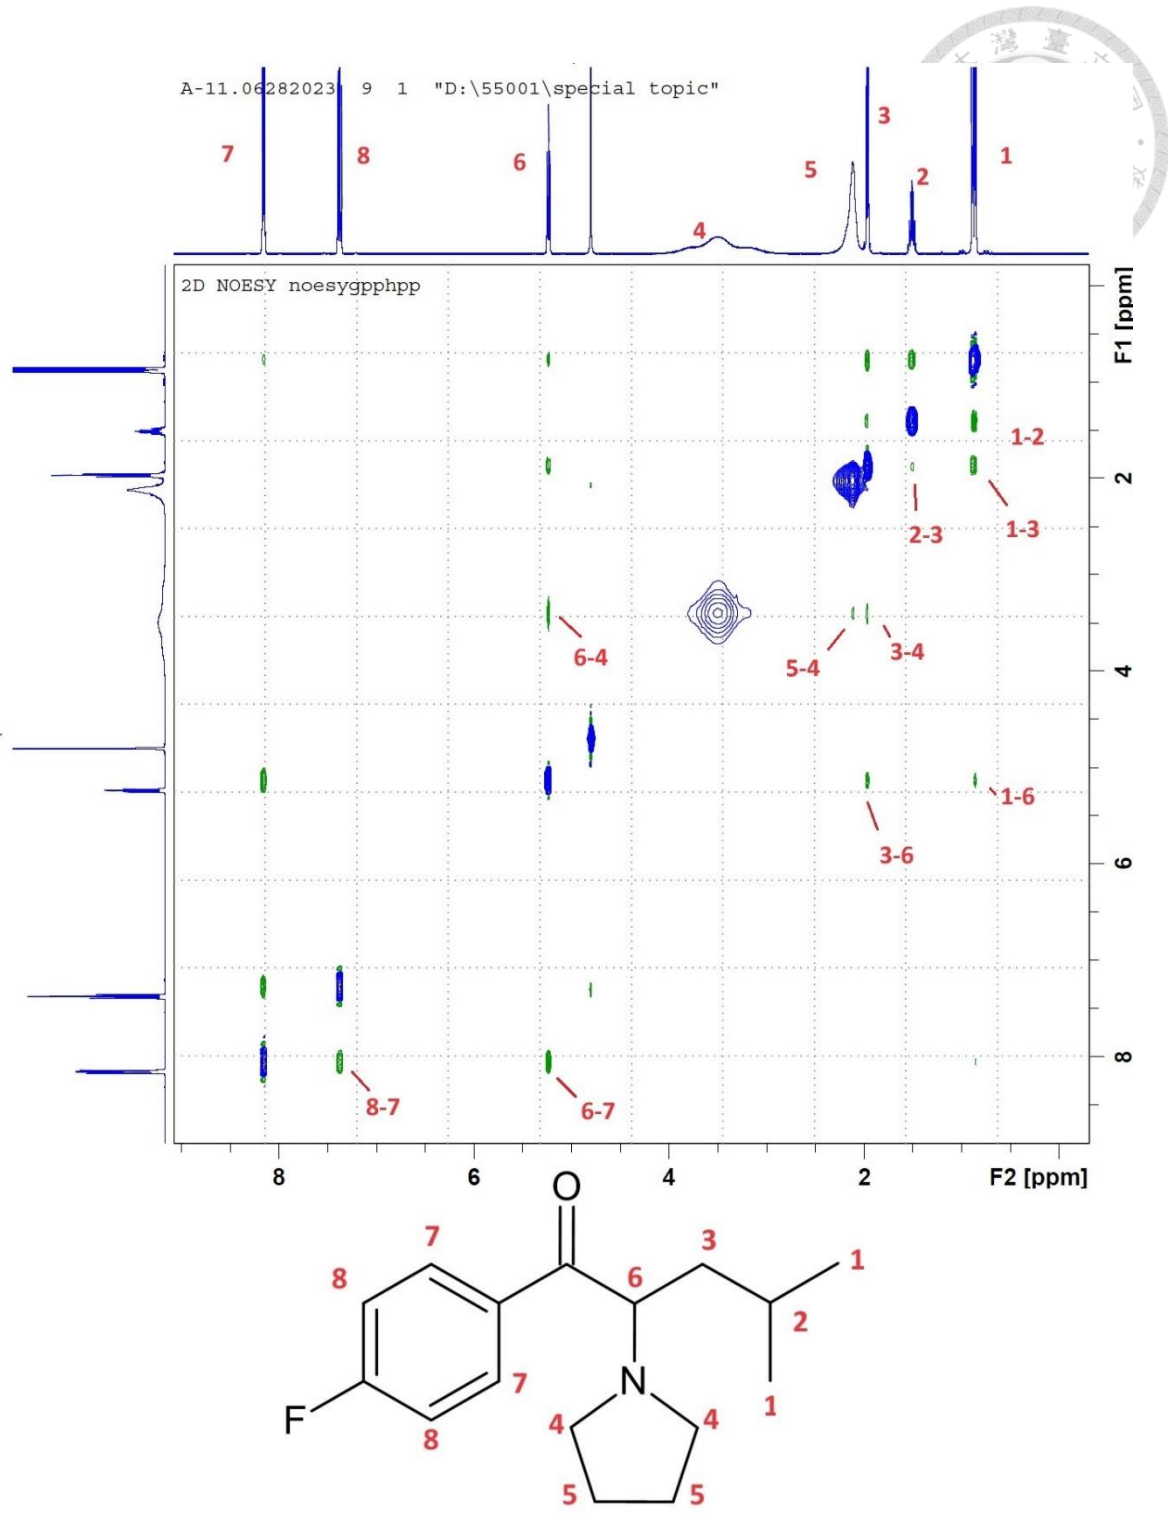 灣 臺
A-11.06282023 9 1 "D:\55001\special topic"
7 8 6 4 5 3 2 1
2D NOESY noesygpphpp
F1 [ppm]
1-2
2
2-3 1-3
6-4 5-4 3-4
4
1-6
3-6
6
8
8-7 6-7
8 6 4 2 F2 [ppm]
O
7 3 1
8 6
2
N
7 1
F 8 4 4
5 5